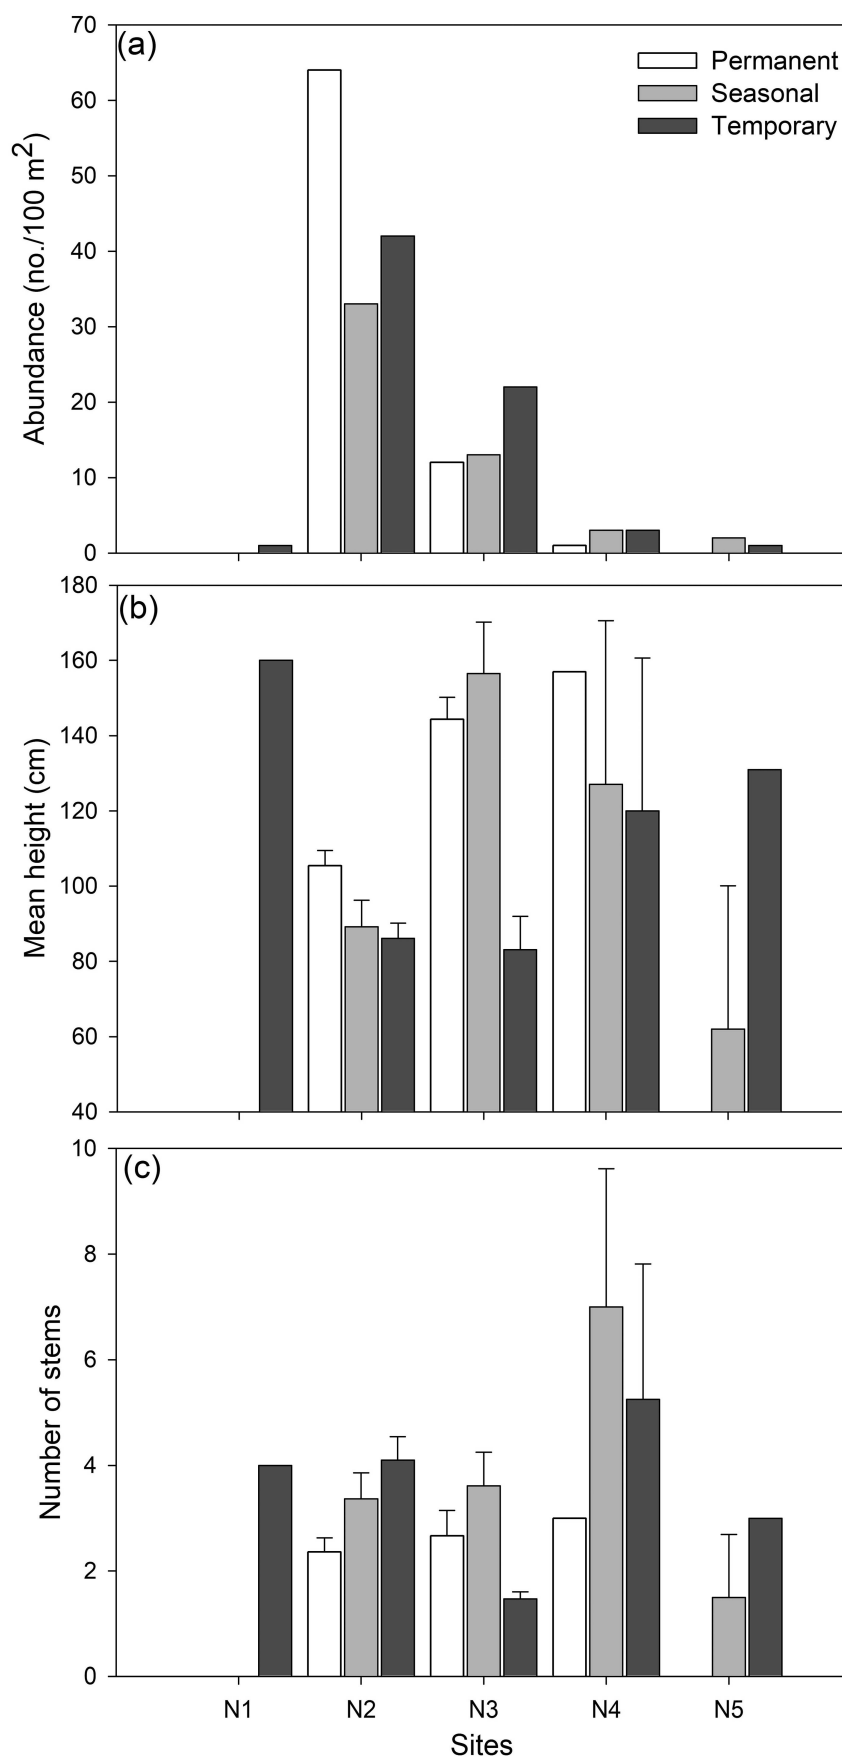 (a)
Permanent
Seasonal
Temporary
Abundance (no./100 m²)
70
60
50
40
30
20
10
0
(b)
Mean height (cm)
180
160
140
120
100
80
60
40
(c)
Number of stems
10
8
6
4
2
0
N1 N2 N3 N4 N5
Sites